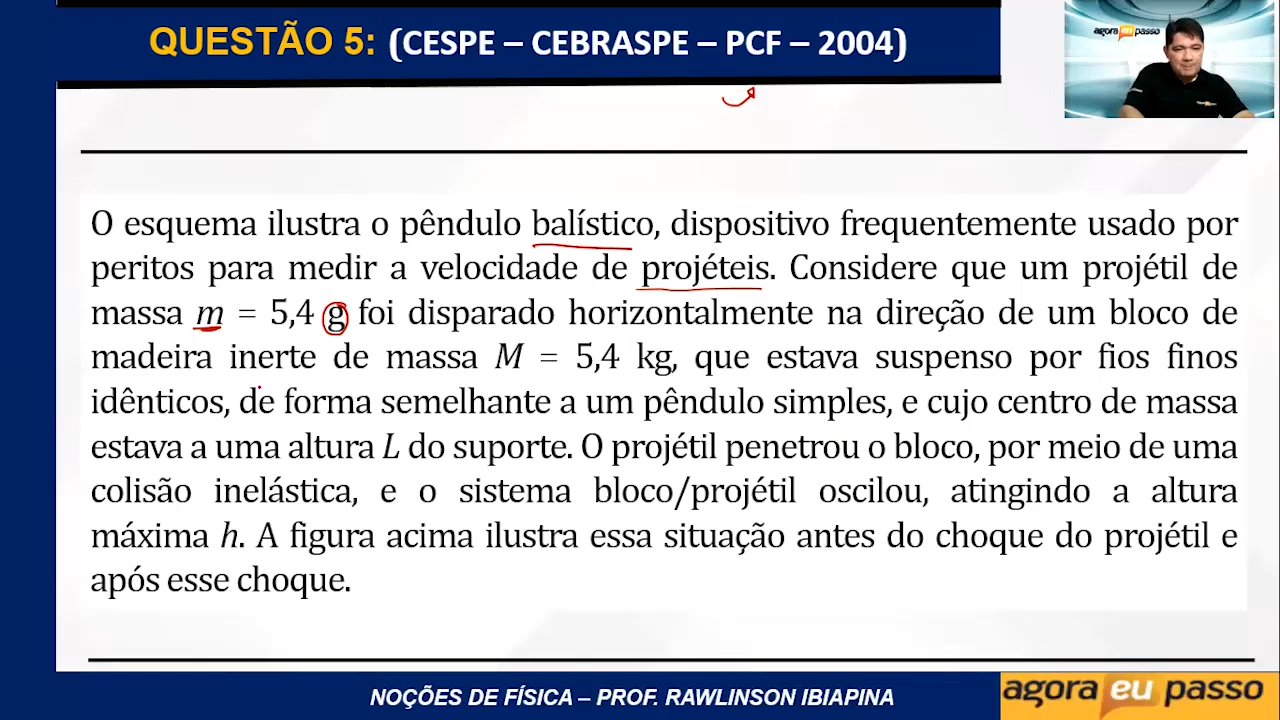 QUESTÃO 5: (CESPE – CEBRASPE – PCF – 2004)
agora eu passo
O esquema ilustra o pêndulo balístico, dispositivo frequentemente usado por
peritos para medir a velocidade de projéteis. Considere que um projétil de
massa m = 5,4 g foi disparado horizontalmente na direção de um bloco de
madeira inerte de massa M = 5,4 kg, que estava suspenso por fios finos
idênticos, de forma semelhante a um pêndulo simples, e cujo centro de massa
estava a uma altura L do suporte. O projétil penetrou o bloco, por meio de uma
colisão inelástica, e o sistema bloco/projétil oscilou, atingindo a altura
máxima h. A figura acima ilustra essa situação antes do choque do projétil e
após esse choque.
NOÇÕES DE FÍSICA – PROF. RAWLINSON IBIAPINA
agora eu passo